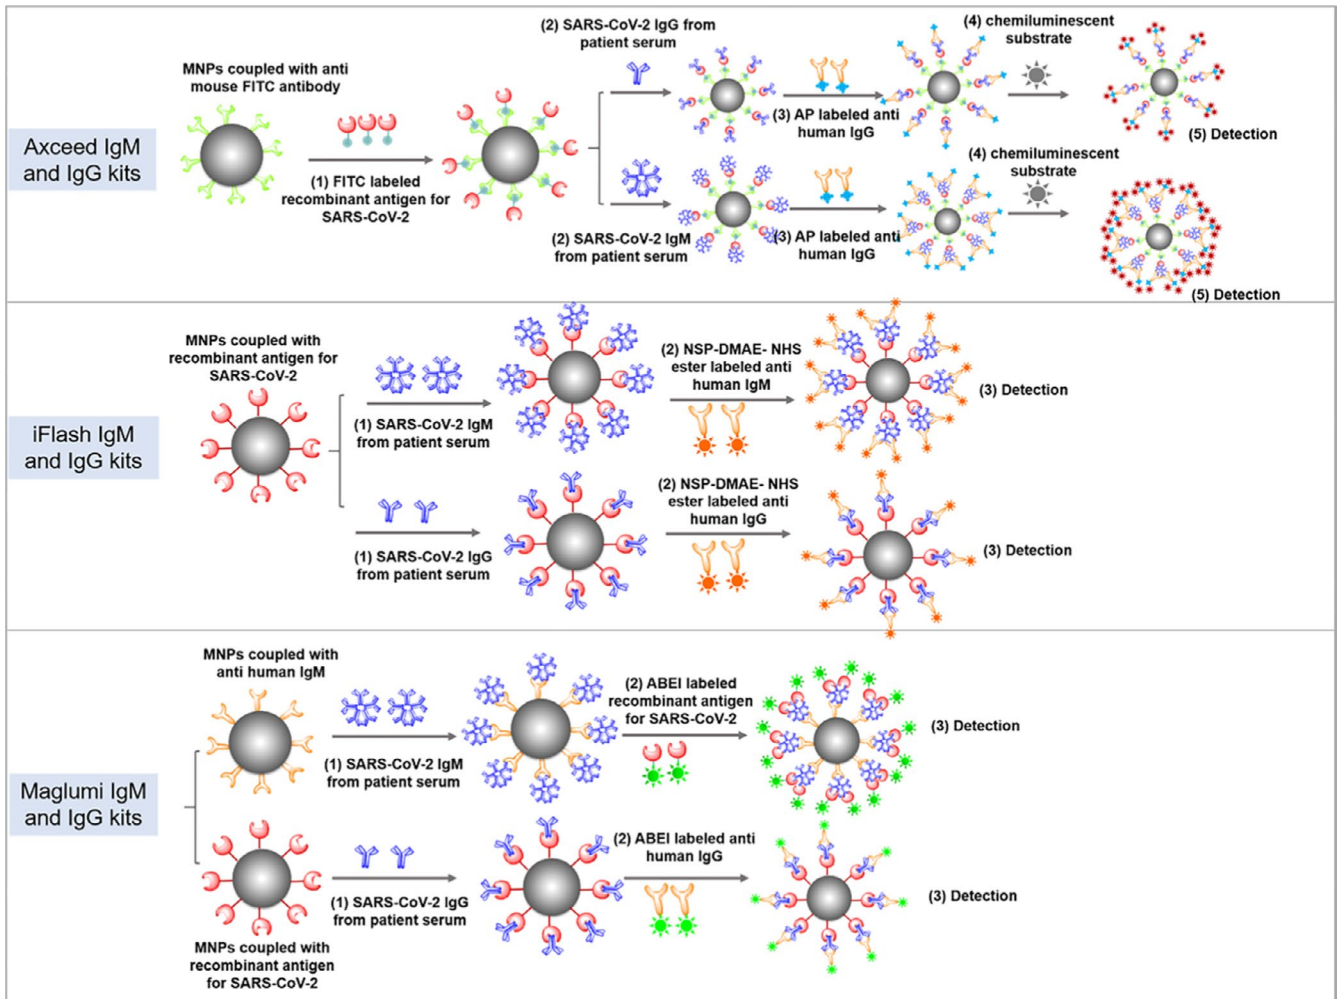 Axceed IgM
and IgG kits
MNPs coupled with anti
mouse FITC antibody
(1) FITC labeled
recombinant antigen for
SARS-CoV-2
(2) SARS-CoV-2 IgG from
patient serum
(3) AP labeled anti
human IgG
(4) chemiluminescent
substrate
(5) Detection
(2) SARS-CoV-2 IgM
from patient serum
(3) AP labeled anti
human IgG
(4) chemiluminescent
substrate
(5) Detection
iFlash IgM
and IgG kits
MNPs coupled with
recombinant antigen for
SARS-CoV-2
(1) SARS-CoV-2 IgM
from patient serum
(2) NSP-DMAE- NHS
ester labeled anti
human IgM
(3) Detection
(1) SARS-CoV-2 IgG
from patient serum
(2) NSP-DMAE- NHS
ester labeled anti
human IgG
(3) Detection
Maglumi IgM
and IgG kits
MNPs coupled with
anti human IgM
(1) SARS-CoV-2 IgM
from patient serum
(2) ABEI labeled
recombinant antigen
for SARS-CoV-2
(3) Detection
MNPs coupled with
recombinant antigen
for SARS-CoV-2
(1) SARS-CoV-2 IgG
from patient serum
(2) ABEI labeled anti
human IgG
(3) Detection